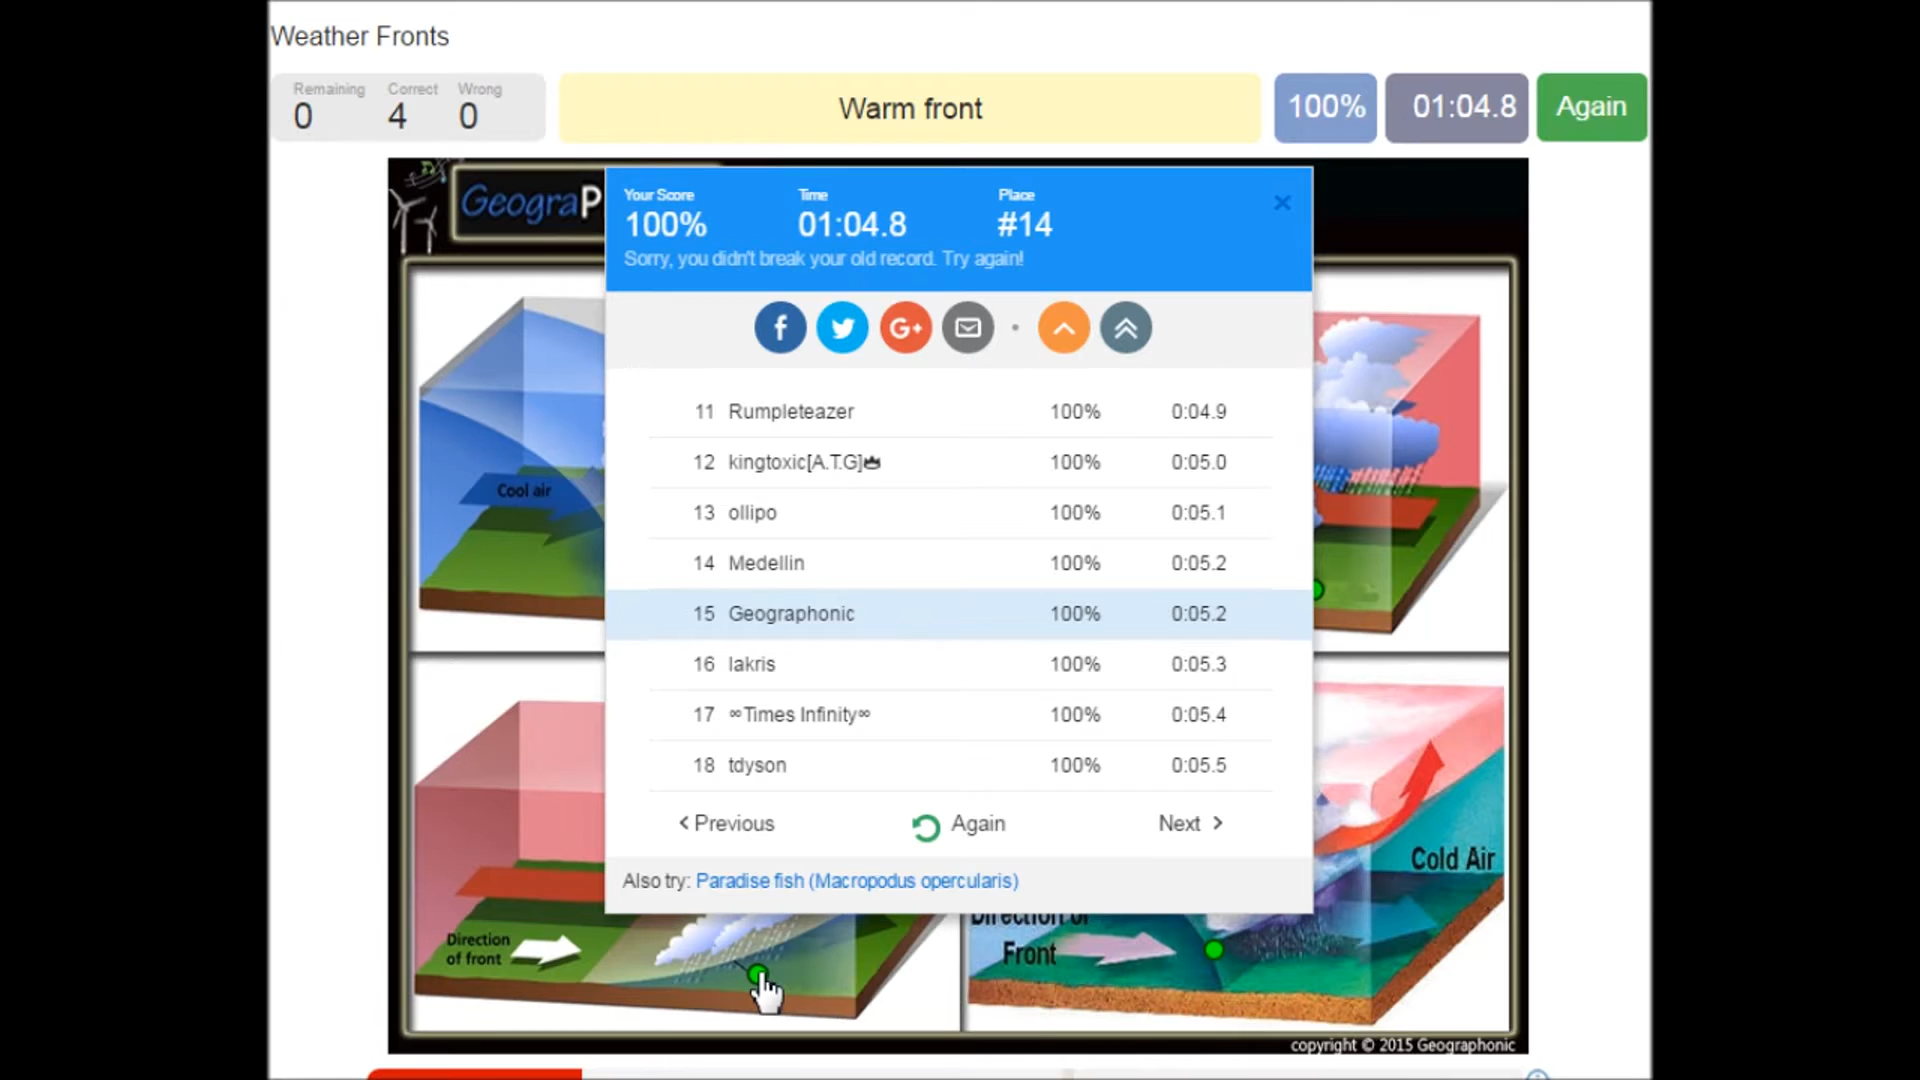 Weather Fronts
Remaining Correct Wrong
0 4 0
Warm front
100%
01:04.8
Again
GeograP
Your Score Time Place
100% 01:04.8 #14
Sorry, you didn't break your old record. Try again!
11 Rumpleteazer 100% 0:04.9
12 kingtoxic[A.T.G] 100% 0:05.0
13 ollipo 100% 0:05.1
14 Medellin 100% 0:05.2
15 Geographonic 100% 0:05.2
16 lakris 100% 0:05.3
17 ∞Times Infinity∞ 100% 0:05.4
18 tdyson 100% 0:05.5
Previous Again Next
Also try: Paradise fish (Macropodus opercularis)
Cool air
Cold Air
Direction
of front
Direction of
Front
copyright © 2015 Geographonic